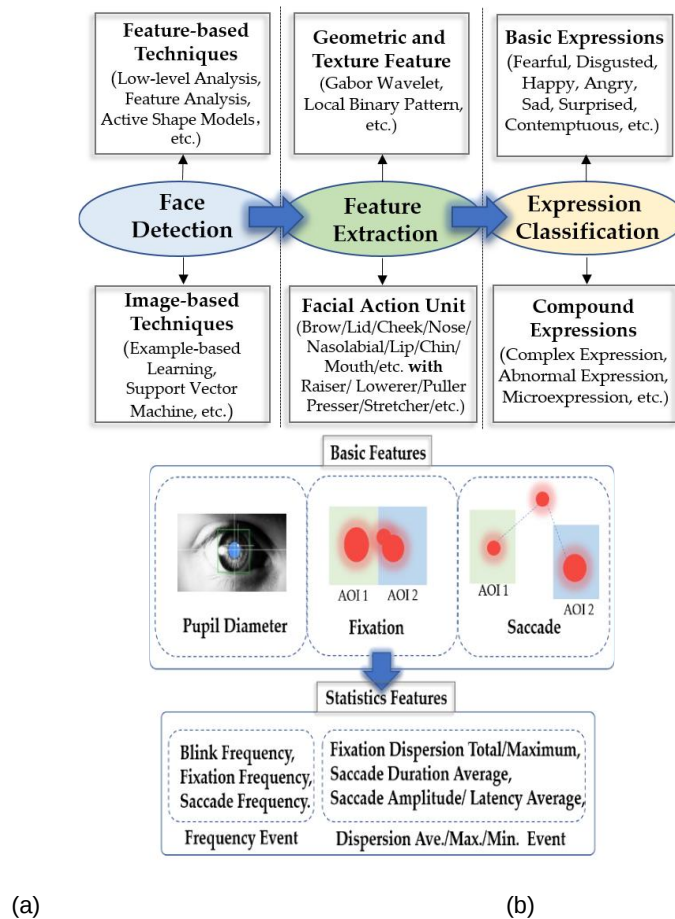 Feature-based
Techniques
(Low-level Analysis,
Feature Analysis,
Active Shape Models,
etc.)
Geometric and
Texture Feature
(Gabor Wavelet,
Local Binary Pattern,
etc.)
Basic Expressions
(Fearful, Disgusted,
Happy, Angry,
Sad, Surprised,
Contemptuous, etc.)
Face
Detection
Feature
Extraction
Expression
Classification
Image-based
Techniques
(Example-based
Learning,
Support Vector
Machine, etc.)
Facial Action Unit
(Brow/Lid/Cheek/Nose/
Nasolabial/Lip/Chin/
Mouth/etc. with
Raiser/ Lowerer/Puller
Presser/Stretcher/etc.)
Compound
Expressions
(Complex Expression,
Abnormal Expression,
Microexpression, etc.)
Basic Features
AOI 1
AOI 2
AOI 1
AOI 2
Pupil Diameter
Fixation
Saccade
Statistics Features
Blink Frequency,
Fixation Frequency,
Saccade Frequency.
Fixation Dispersion Total/Maximum,
Saccade Duration Average,
Saccade Amplitude/ Latency Average,
Frequency Event
Dispersion Ave./Max./Min. Event
(a)
(b)